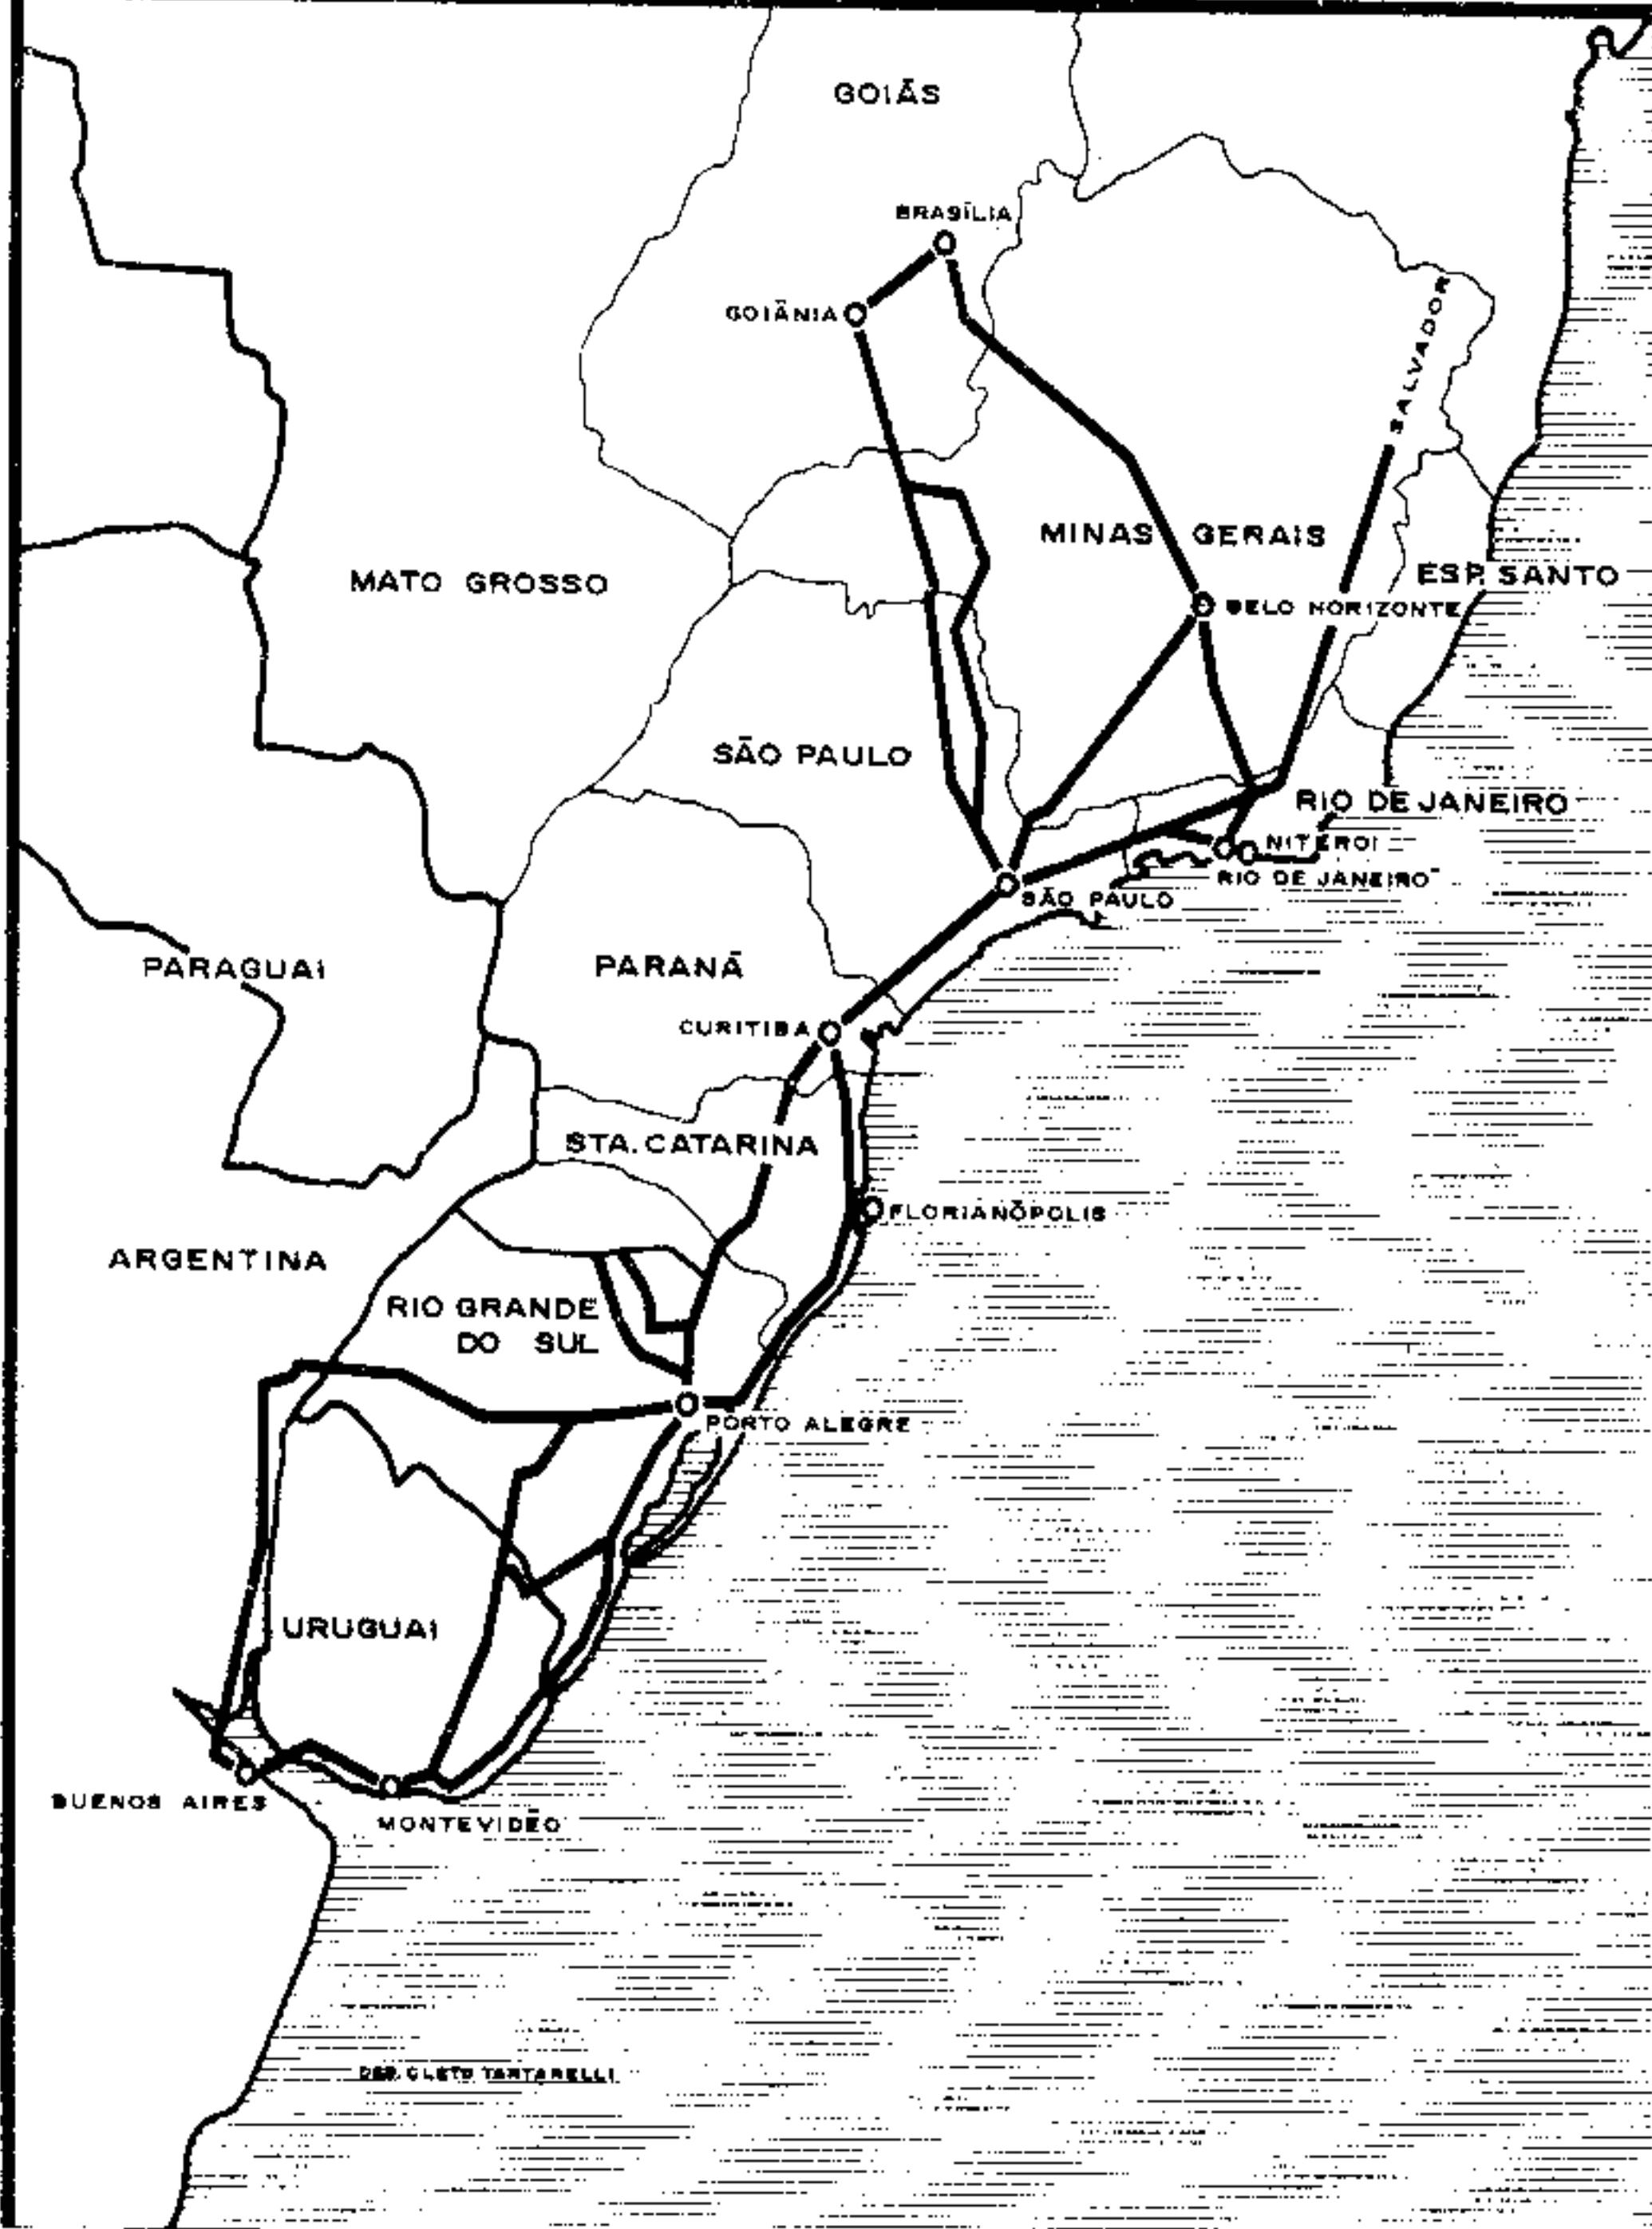 GOIÁS
BRASÍLIA
GOIÂNIA
SALVADOR
MINAS GERAIS
MATO GROSSO
ESP. SANTO
BELO HORIZONTE
SÃO PAULO
RIO DE JANEIRO
NITERÓI
RIO DE JANEIRO
SÃO PAULO
PARAGUAI
PARANÁ
CURITIBA
STA. CATARINA
FLORIANÓPOLIS
ARGENTINA
RIO GRANDE
DO SUL
PORTO ALEGRE
URUGUAI
BUENOS AIRES
MONTEVIDÉO
DES. CLETO TARTARELLI